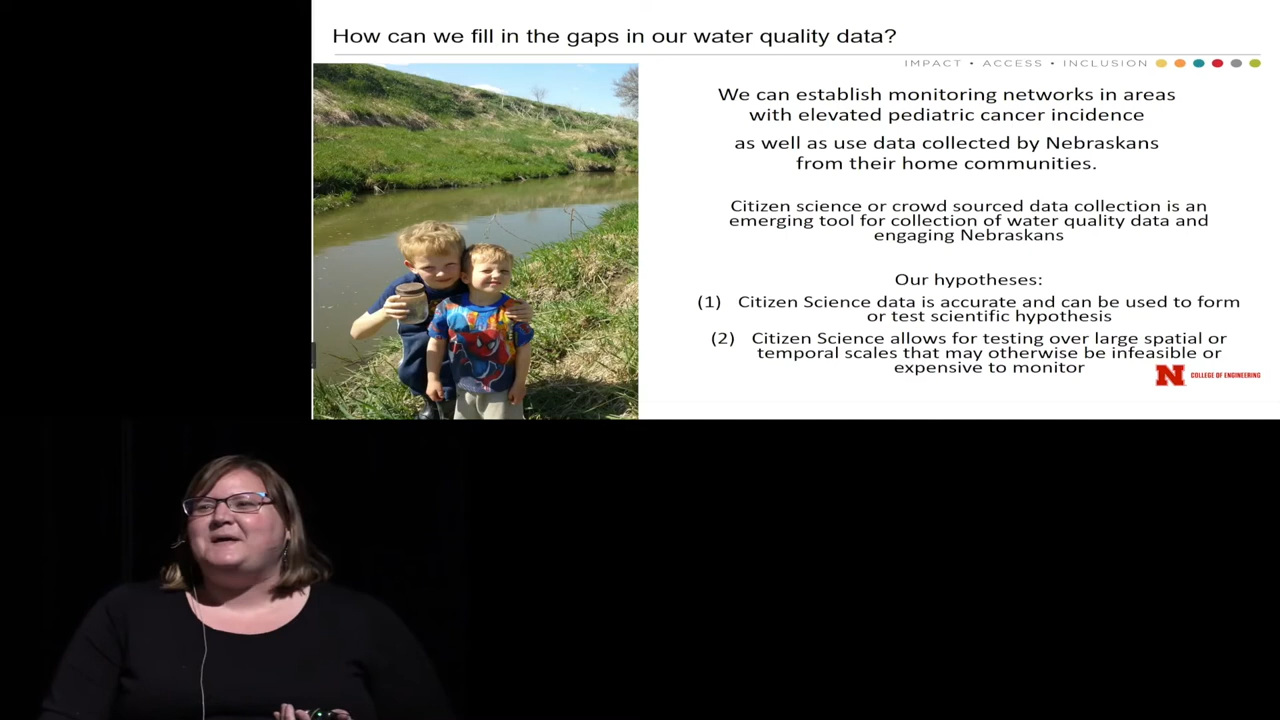 How can we fill in the gaps in our water quality data?
IMPACT • ACCESS • INCLUSION
We can establish monitoring networks in areas
with elevated pediatric cancer incidence
as well as use data collected by Nebraskans
from their home communities.
Citizen science or crowd sourced data collection is an
emerging tool for collection of water quality data and
engaging Nebraskans
Our hypotheses:
(1) Citizen Science data is accurate and can be used to form
or test scientific hypothesis
(2) Citizen Science allows for testing over large spatial or
temporal scales that may otherwise be infeasible or
expensive to monitor
N COLLEGE OF ENGINEERING